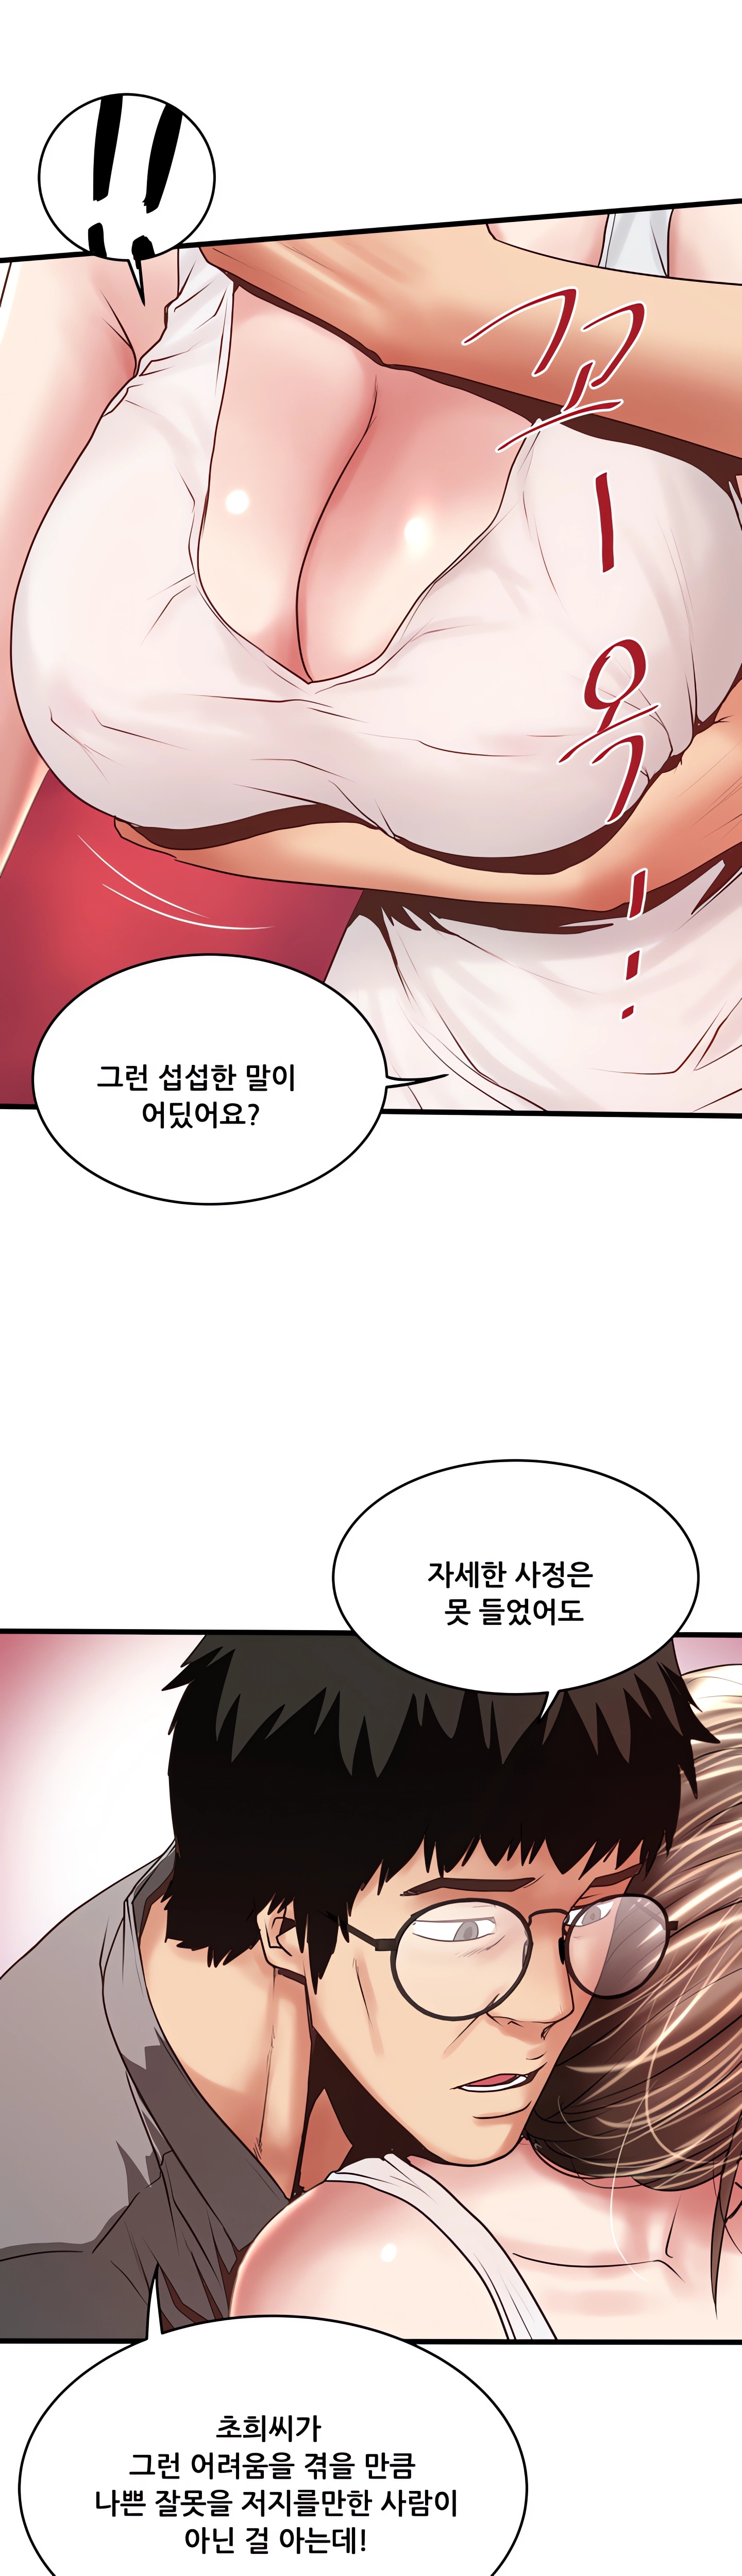 !!
꼬-옥...
그런 섭섭한 말이
어딨어요?
자세한 사정은
못 들었어도
초희씨가
그런 어려움을 겪을 만큼
나쁜 잘못을 저지를만한 사람이
아닌 걸 아는데!